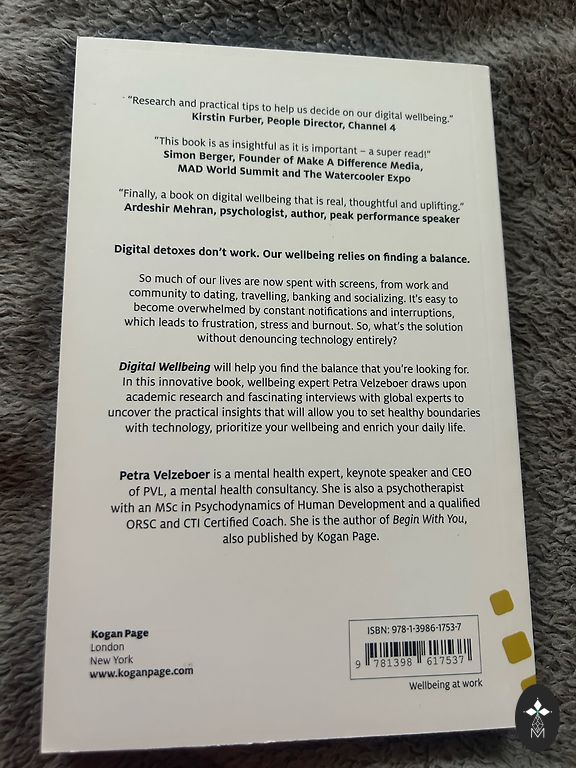 “Research and practical tips to help us decide on our digital wellbeing.”
Kirstin Furber, People Director, Channel 4
“This book is as insightful as it is important – a super read!”
Simon Berger, Founder of Make A Difference Media,
MAD World Summit and The Watercooler Expo
“Finally, a book on digital wellbeing that is real, thoughtful and uplifting.”
Ardeshir Mehran, psychologist, author, peak performance speaker
Digital detoxes don’t work. Our wellbeing relies on finding a balance.
So much of our lives are now spent with screens, from work and
community to dating, travelling, banking and socializing. It’s easy to
become overwhelmed by constant notifications and interruptions,
which leads to frustration, stress and burnout. So, what’s the solution
without denouncing technology entirely?
Digital Wellbeing will help you find the balance that you’re looking for.
In this innovative book, wellbeing expert Petra Velzeboer draws upon
academic research and fascinating interviews with global experts to
uncover the practical insights that will allow you to set healthy boundaries
with technology, prioritize your wellbeing and enrich your daily life.
Petra Velzeboer is a mental health expert, keynote speaker and CEO
of PVL, a mental health consultancy. She is also a psychotherapist
with an MSc in Psychodynamics of Human Development and a qualified
ORSC and CTI Certified Coach. She is the author of Begin With You,
also published by Kogan Page.
Kogan Page
London
New York
www.koganpage.com
ISBN: 978-1-3986-1753-7
9 781398 617537
Wellbeing at work
M